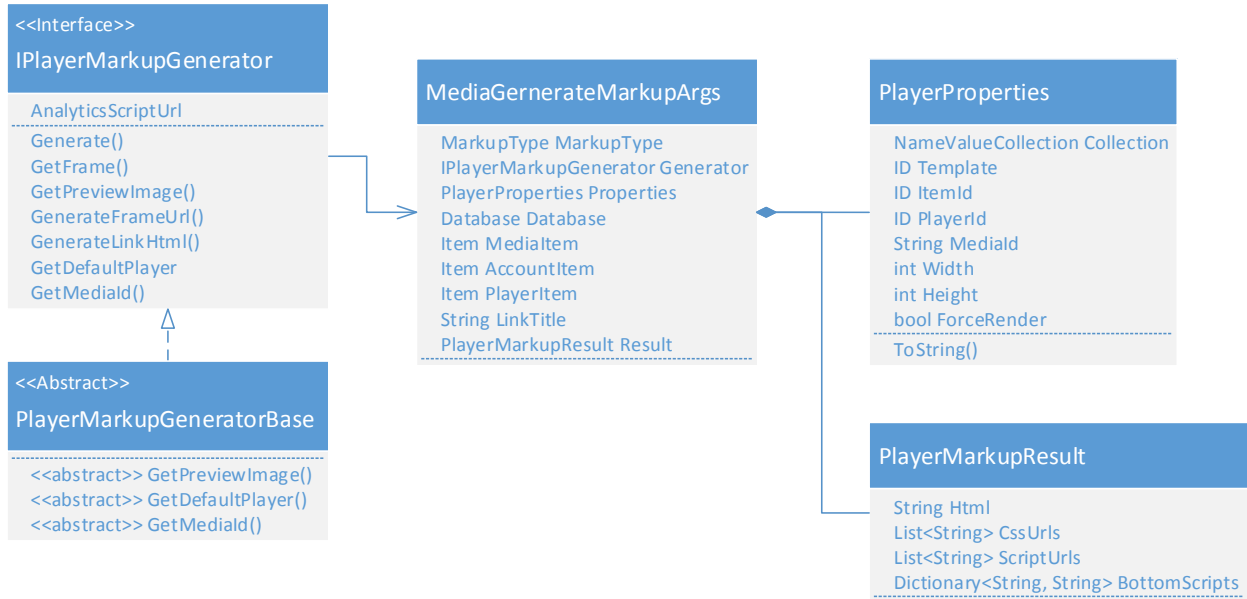 <<Interface>>
IPlayerMarkupGenerator
AnalyticsScriptUrl
Generate()
GetFrame()
GetPreviewImage()
GenerateFrameUrl()
GenerateLinkHtml()
GetDefaultPlayer
GetMediaId()
<<Abstract>>
PlayerMarkupGeneratorBase
<<abstract>> GetPreviewImage()
<<abstract>> GetDefaultPlayer()
<<abstract>> GetMediaId()
MediaGernerateMarkupArgs
MarkupType MarkupType
IPlayerMarkupGenerator Generator
PlayerProperties Properties
Database Database
Item MediaItem
Item AccountItem
Item PlayerItem
String LinkTitle
PlayerMarkupResult Result
PlayerProperties
NameValueCollection Collection
ID Template
ID ItemId
ID PlayerId
String MediaId
int Width
int Height
bool ForceRender
ToString()
PlayerMarkupResult
String Html
List<String> CssUrls
List<String> ScriptUrls
Dictionary<String, String> BottomScripts